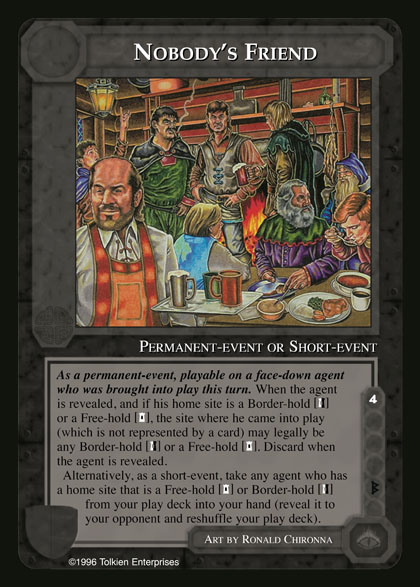 NOBODY'S FRIEND
PERMANENT-EVENT OR SHORT-EVENT
As a permanent-event, playable on a face-down agent
who was brought into play this turn. When the agent
is revealed, and if his home site is a Border-hold []
or a Free-hold [], the site where he came into play
(which is not represented by a card) may legally be
any Border-hold [] or a Free-hold []. Discard when
the agent is revealed.
Alternatively, as a short-event, take any agent who has
a home site that is a Free-hold [] or Border-hold []
from your play deck into your hand (reveal it to
your opponent and reshuffle your play deck).
4
ART BY RONALD CHIRONNA
©1996 Tolkien Enterprises